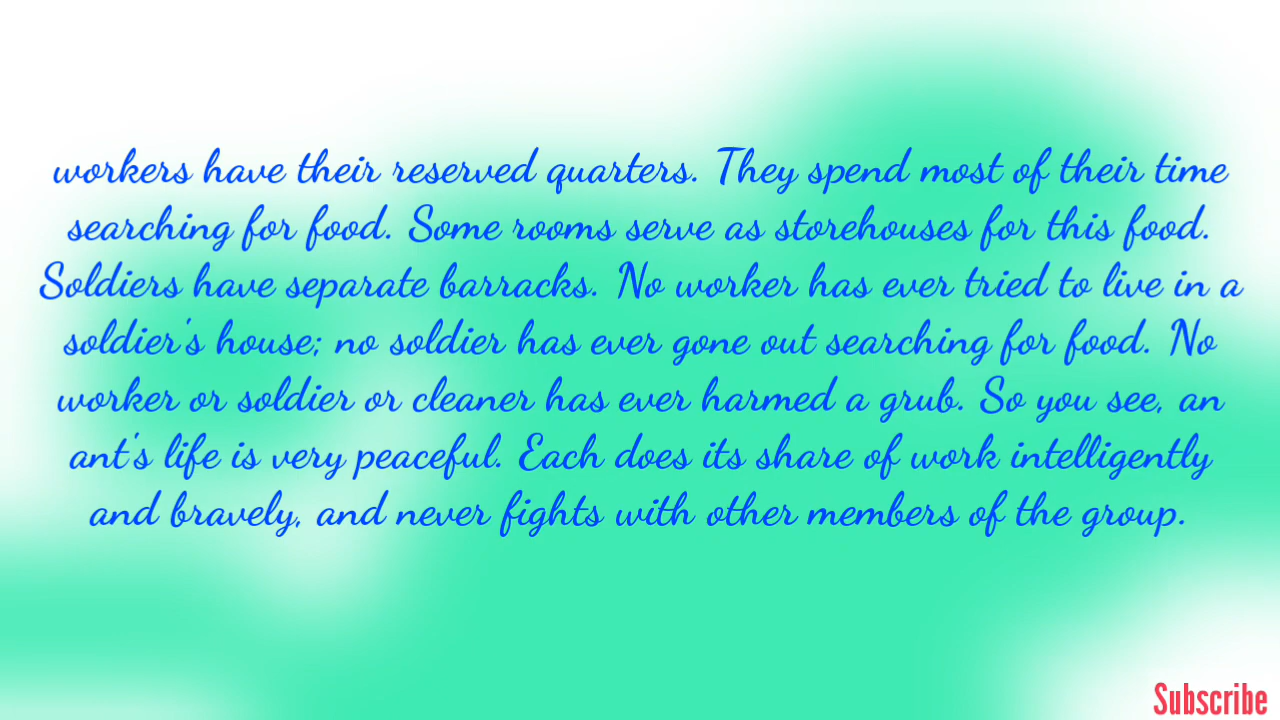 workers have their reserved quarters. They spend most of their time
searching for food. Some rooms serve as storehouses for this food.
Soldiers have separate barracks. No worker has ever tried to live in a
soldier's house; no soldier has ever gone out searching for food. No
worker or soldier or cleaner has ever harmed a grub. So you see, an
ant's life is very peaceful. Each does its share of work intelligently
and bravely, and never fights with other members of the group.
Subscribe